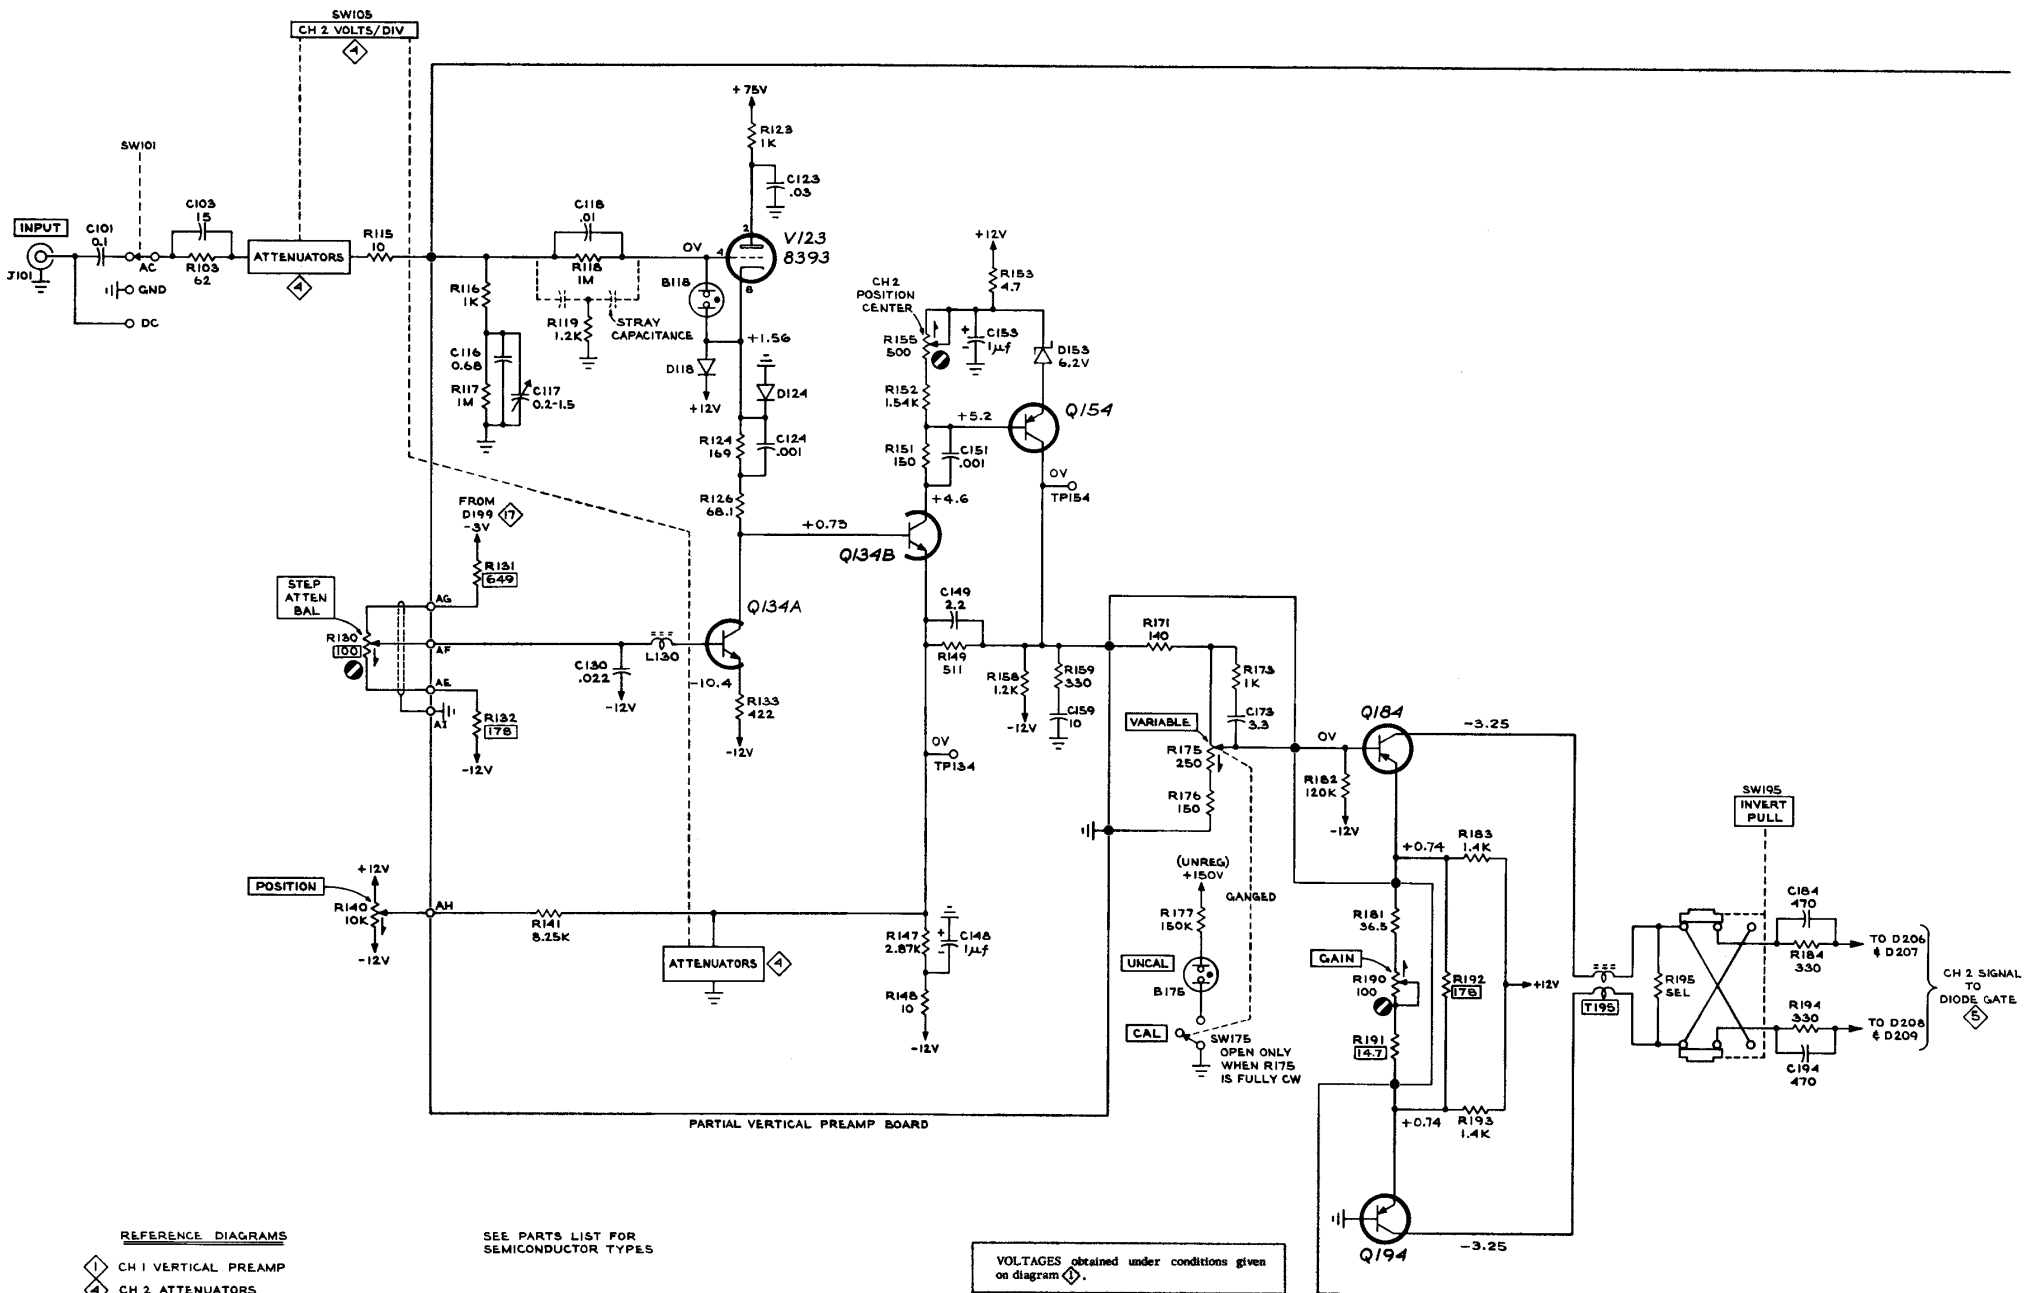 SW105
CH 2 VOLTS/DIV
4
+75V
R123
1K
C123
.03
SW101
INPUT
J101
C101
0.1
AC
GND
DC
C103
15
R103
62
ATTENUATORS
4
R115
10
R116
1K
C116
0.68
R117
1M
C117
0.2-1.5
C118
.01
R118
1M
R119
1.2K
STRAY
CAPACITANCE
0V
2
4
8
V123
8393
B118
+1.56
D118
+12V
D124
R124
169
C124
.001
R126
68.1
+0.73
+12V
R153
4.7
CH 2
POSITION
CENTER
R155
500
+
-
C153
1µf
D153
6.2V
R152
1.54K
+5.2
Q154
R151
150
C151
.001
0V
TP154
+4.6
Q134B
FROM
D199
17
-3V
R131
649
STEP
ATTEN
BAL
R130
100
AG
AF
AE
AI
R132
178
-12V
C130
.022
-12V
L130
Q134A
-10.4
R133
422
-12V
C149
2.2
R149
511
R158
1.2K
-12V
R159
330
C159
10
0V
TP134
R171
140
R173
1K
C173
3.3
VARIABLE
R175
250
R176
150
0V
R182
120K
-12V
Q184
-3.25
+0.74
R183
1.4K
(UNREG)
+150V
R177
150K
GANGED
UNCAL
B175
CAL
SW175
OPEN ONLY
WHEN R175
IS FULLY CW
R181
36.5
GAIN
R190
100
R191
14.7
R192
178
+12V
+0.74
R193
1.4K
Q194
-3.25
T195
R195
SEL
SW195
INVERT
PULL
C184
470
R184
330
TO D206
& D207
R194
330
C194
470
TO D208
& D209
CH 2 SIGNAL
TO
DIODE GATE
5
+12V
POSITION
R140
10K
-12V
AH
R141
8.25K
ATTENUATORS
4
R147
2.87K
+
-
C148
1µf
R148
10
-12V
PARTIAL VERTICAL PREAMP BOARD
REFERENCE DIAGRAMS
1 CH 1 VERTICAL PREAMP
4 CH 2 ATTENUATORS
SEE PARTS LIST FOR
SEMICONDUCTOR TYPES
VOLTAGES obtained under conditions given
on diagram 1.